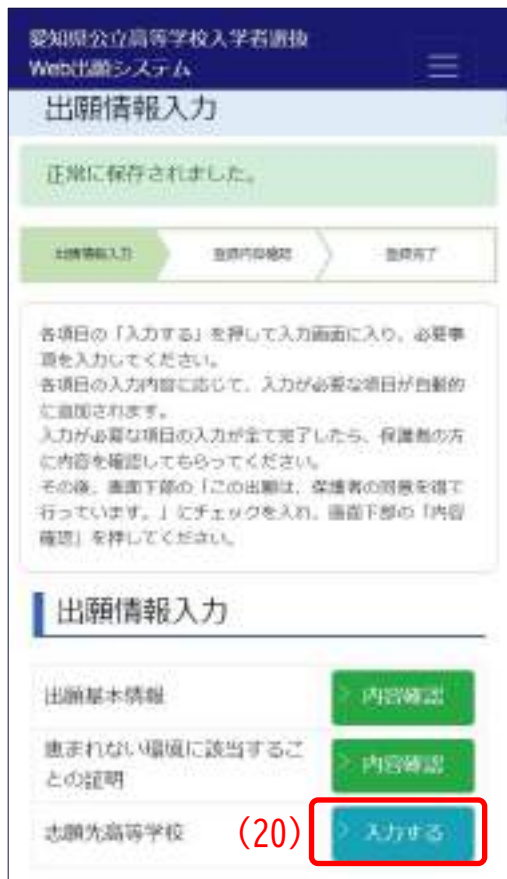 愛知県公立高等学校入学者選抜
Web出願システム
出願情報入力
正常に保存されました。
出願情報入力 登録内容確認 登録完了
各項目の「入力する」を押して入力画面に入り、必要事
項を入力してください。
各項目の入力内容に応じて、入力が必要な項目が自動的
に追加されます。
入力が必要な項目の入力が全て完了したら、保護者の方
に内容を確認してもらってください。
その後、画面下部の「この出願は、保護者の同意を得て
行っています。」にチェックを入れ、画面下部の「内容
確認」を押してください。
出願情報入力
出願基本情報 内容確認
恵まれない環境に該当するこ
との証明 内容確認
志願先高等学校 (20) 入力する